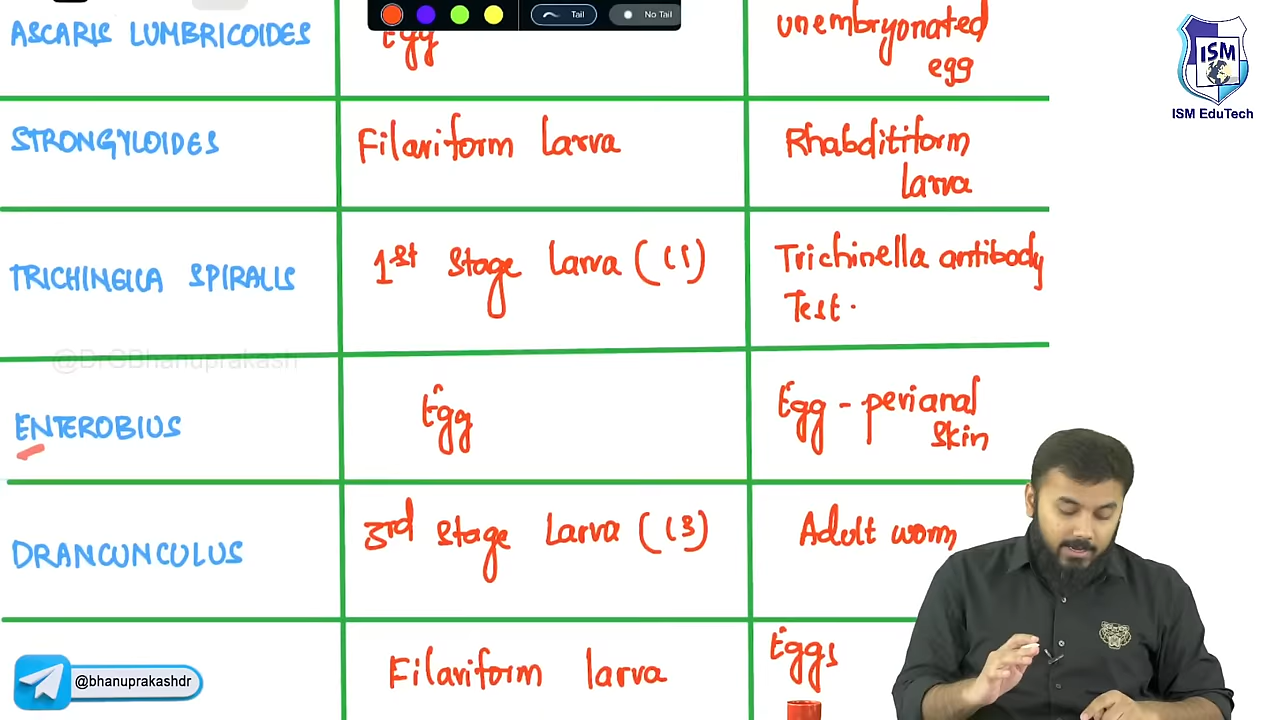 Tail
No Tail
ASCARIS LUMBRICOIDES
Egg
unembryonated
egg
ISM
ISM EduTech
STRONGYLOIDES
Filariform larva
Rhabditiform
larva
TRICHINELLA SPIRALIS
1st stage larva (L1)
Trichinella antibody
Test.
@DrGBhanuprakash
ENTEROBIUS
Egg
Egg - perianal
skin
DRANCUNCULUS
3rd stage larva (L3)
Adult worm
@bhanuprakashdr
Filariform larva
Eggs